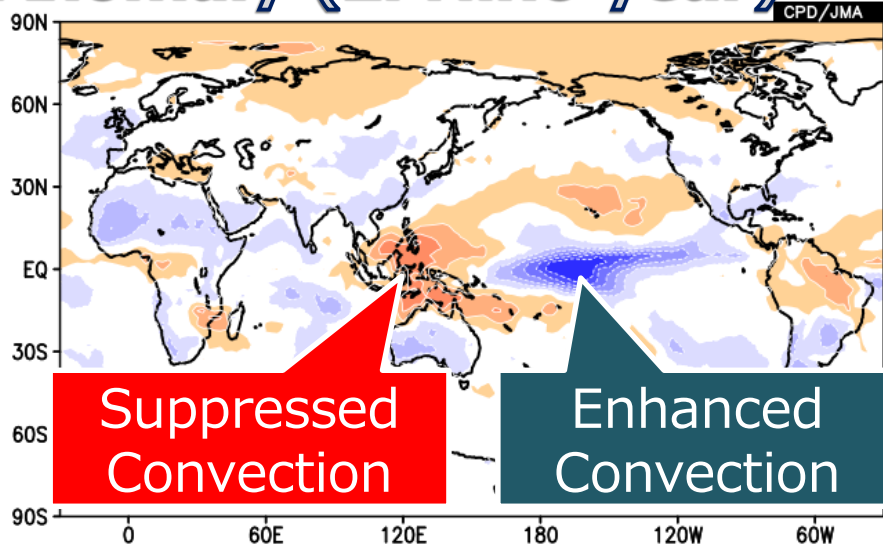 CPD/JMA
90N
60N
30N
EQ
30S
60S
90S
Suppressed
Convection
Enhanced
Convection
0
60E
120E
180
120W
60W